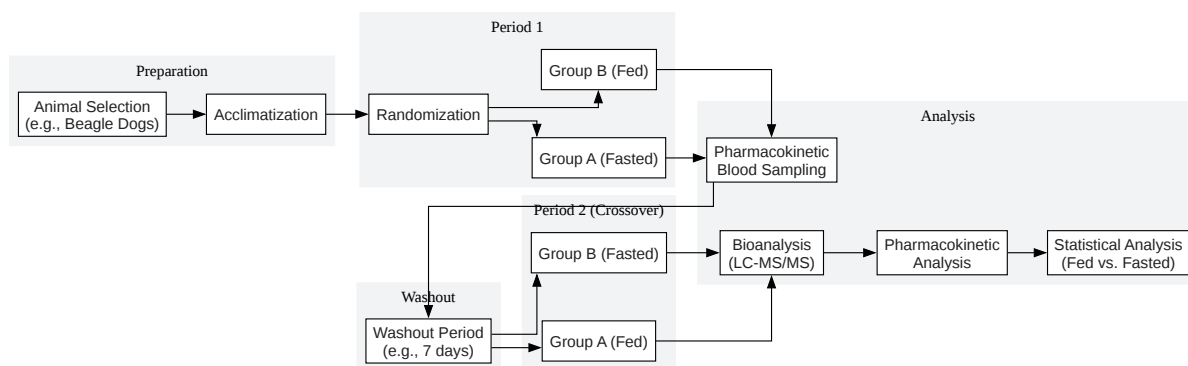 Period 1
Preparation
Group B (Fed)
Animal Selection
(e.g., Beagle Dogs)
Acclimatization
Randomization
Analysis
Group A (Fasted)
Pharmacokinetic
Blood Sampling
Period 2 (Crossover)
Group B (Fasted)
Bioanalysis
(LC-MS/MS)
Pharmacokinetic
Analysis
Statistical Analysis
(Fed vs. Fasted)
Washout
Washout Period
(e.g., 7 days)
Group A (Fed)